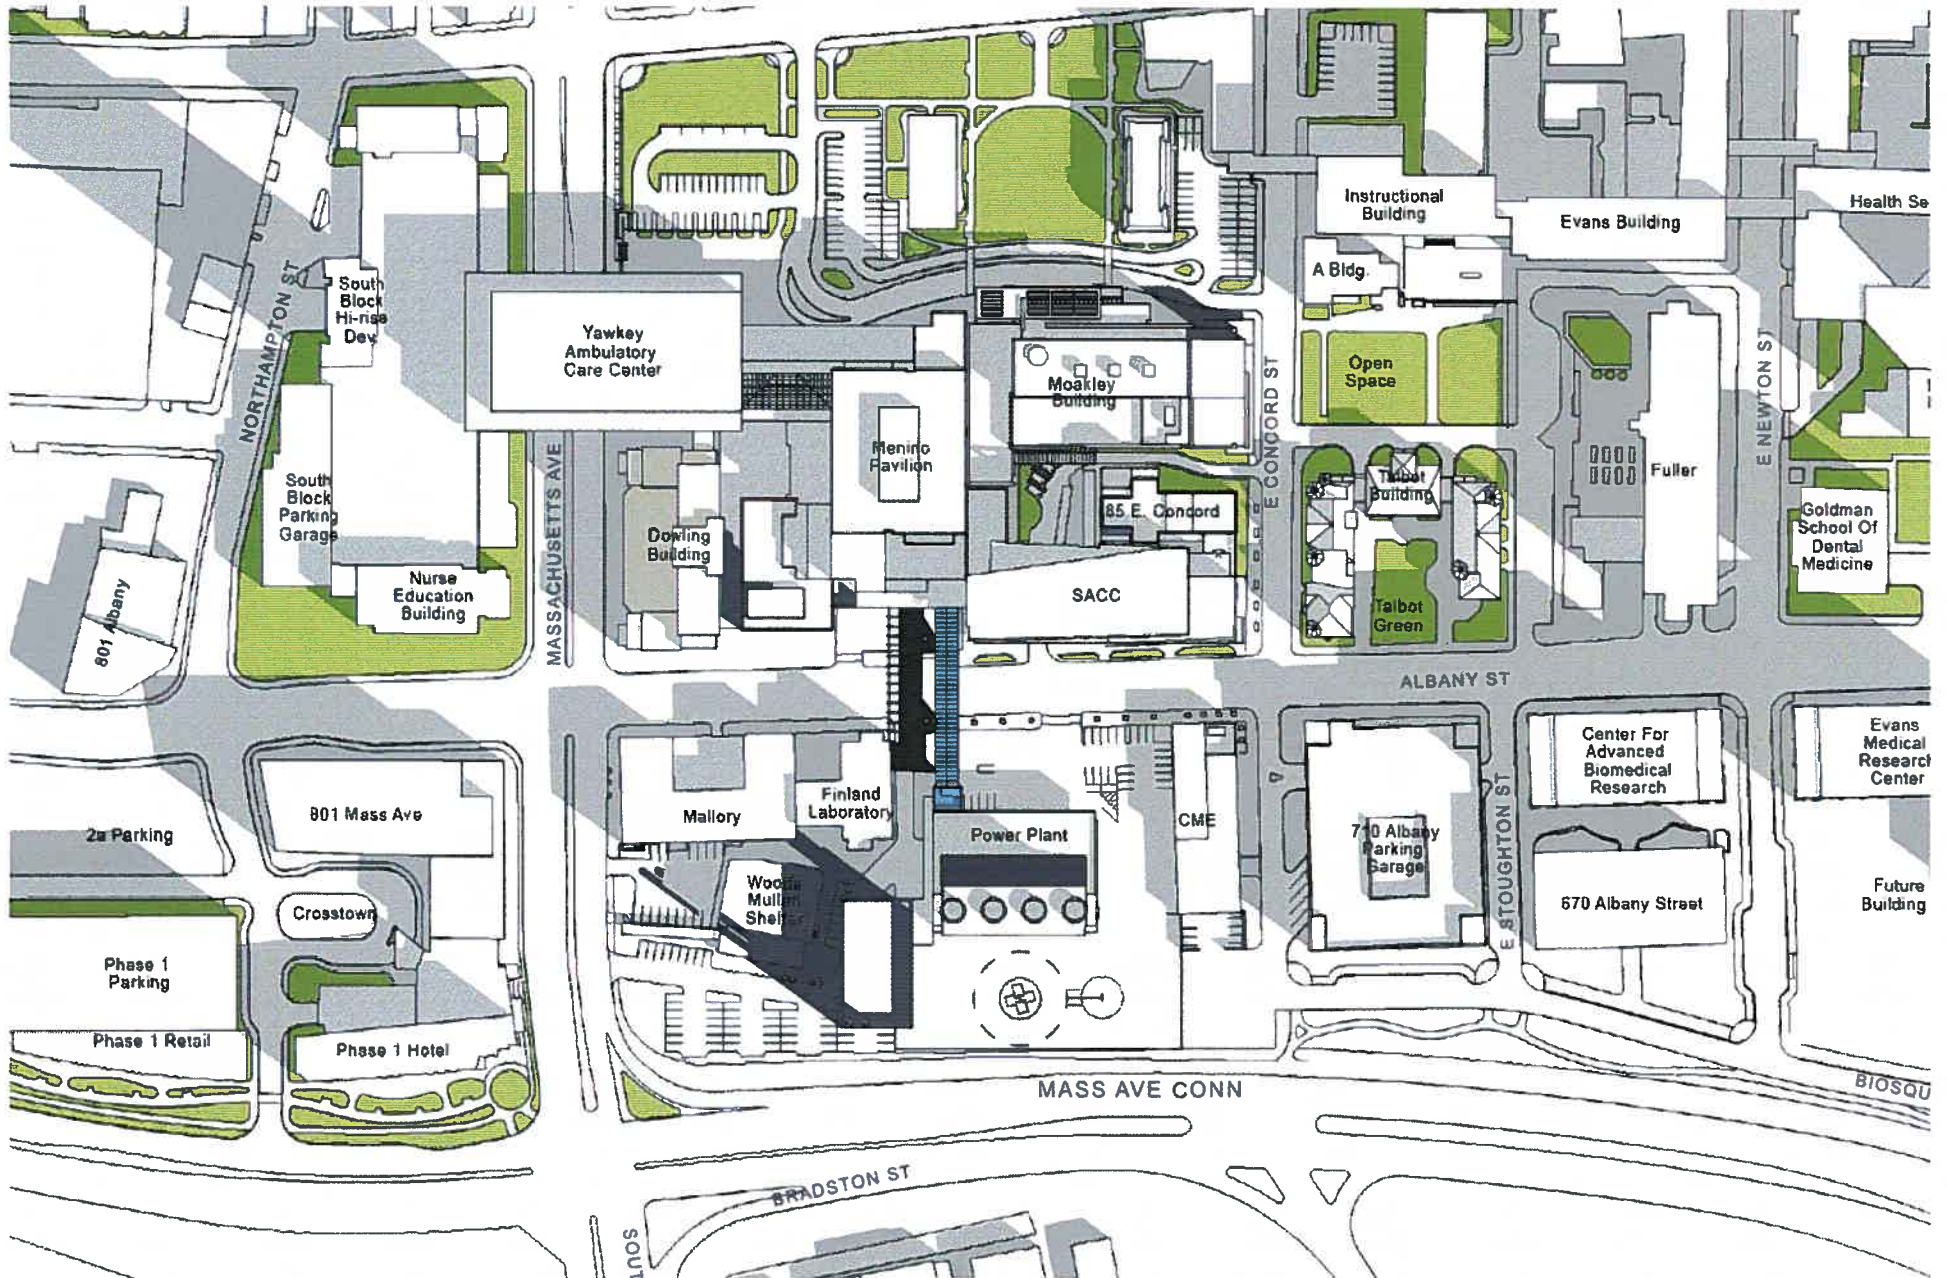 Instructional
Building
Evans Building
Health Se
A Bldg.
South
Block
Hi-rise
Dev.
NORTHAMPTON ST
Yawkey
Ambulatory
Care Center
Moakley
Building
Open
Space
E CONCORD ST
E NEWTON ST
Menino
Pavilion
Talbot
Building
Fuller
South
Block
Parking
Garage
MASSACHUSETTS AVE
Dowling
Building
85 E. Concord
Goldman
School Of
Dental
Medicine
Nurse
Education
Building
SACC
Talbot
Green
801 Albany
ALBANY ST
Center For
Advanced
Biomedical
Research
Evans
Medical
Research
Center
801 Mass Ave
2a Parking
Mallory
Finland
Laboratory
Power Plant
CME
710 Albany
Parking
Garage
E STOUGHTON ST
Woods
Mullen
Shelter
Crosstown
670 Albany Street
Future
Building
Phase 1
Parking
Phase 1 Retail
Phase 1 Hotel
MASS AVE CONN
BIOSQU
BRADSTON ST
SOUT